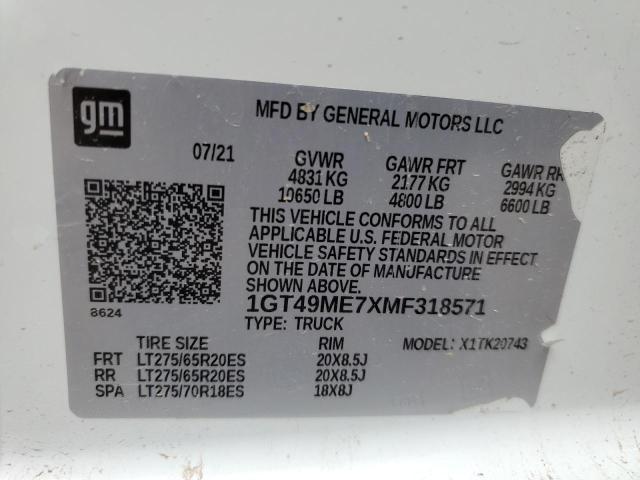 gm
MFD BY GENERAL MOTORS LLC
07/21 GVWR GAWR FRT GAWR RR
4831 KG 2177 KG 2994 KG
10650 LB 4800 LB 6600 LB
THIS VEHICLE CONFORMS TO ALL
APPLICABLE U.S. FEDERAL MOTOR
VEHICLE SAFETY STANDARDS IN EFFECT
ON THE DATE OF MANUFACTURE
SHOWN ABOVE.
8624
1GT49ME7XMF318571
TYPE: TRUCK
TIRE SIZE RIM MODEL: X1TK20743
FRT LT275/65R20ES 20X8.5J
RR LT275/65R20ES 20X8.5J
SPA LT275/70R18ES 18X8J